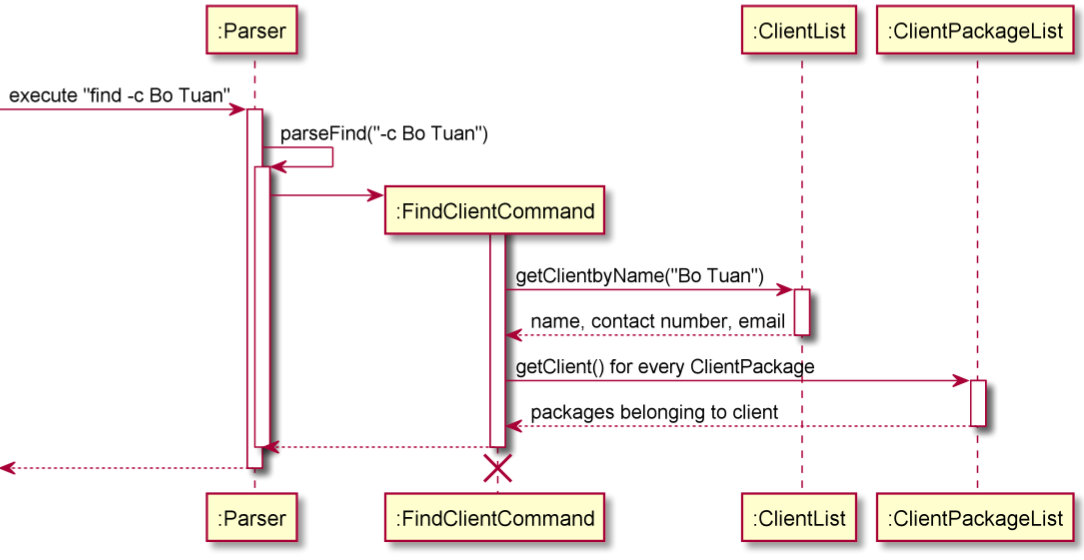 :Parser
:ClientList
:ClientPackageList
execute "find -c Bo Tuan"
parseFind("-c Bo Tuan")
:FindClientCommand
getClientbyName("Bo Tuan")
name, contact number, email
getClient() for every ClientPackage
packages belonging to client
:Parser
:FindClientCommand
:ClientList
:ClientPackageList